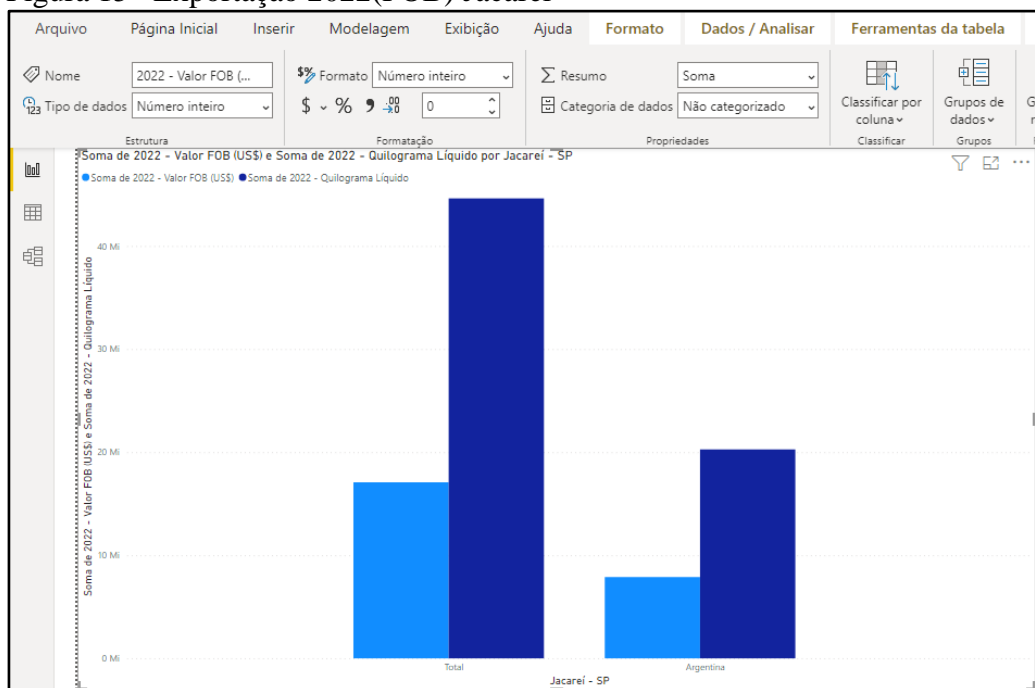 Figura 15 - Exportação 2022(FOB) Jacareí
Arquivo Página Inicial Inserir Modelagem Exibição Ajuda Formato Dados / Analisar Ferramentas da tabela
Nome 2022 - Valor FOB (... $% Formato Número inteiro Resumo Soma
Tipo de dados Número inteiro $ % 0 Categoria de dados Não categorizado
Classificar por coluna
Grupos de dados
Estrutura Formatação Propriedades Classificar Grupos
Soma de 2022 - Valor FOB (US$) e Soma de 2022 - Quilograma Líquido por Jacareí - SP
Soma de 2022 - Valor FOB (US$) Soma de 2022 - Quilograma Líquido
Soma de 2022 - Valor FOB (US$) e Soma de 2022 - Quilograma Líquido
40 Mi
30 Mi
20 Mi
10 Mi
0 Mi
Total Argentina
Jacareí - SP